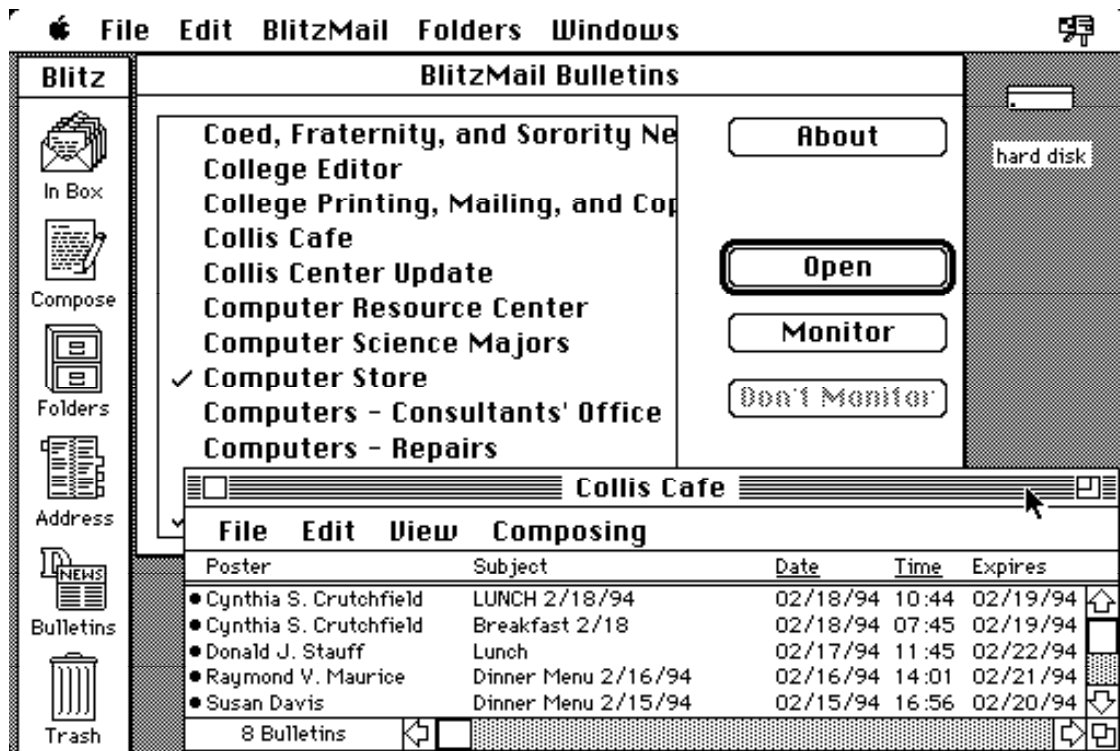 File Edit BlitzMail Folders Windows
Blitz
In Box
Compose
Folders
Address
Bulletins
Trash
BlitzMail Bulletins
Coed, Fraternity, and Sorority Ne
College Editor
College Printing, Mailing, and Cop
Collis Cafe
Collis Center Update
Computer Resource Center
Computer Science Majors
Computer Store
Computers - Consultants' Office
Computers - Repairs
About
Open
Monitor
Don't Monitor
hard disk
NEWS
Collis Cafe
File Edit View Composing
Poster Subject Date Time Expires
Cynthia S. Crutchfield LUNCH 2/18/94 02/18/94 10:44 02/19/94
Cynthia S. Crutchfield Breakfast 2/18 02/18/94 07:45 02/19/94
Donald J. Stauff Lunch 02/17/94 11:45 02/22/94
Raymond V. Maurice Dinner Menu 2/16/94 02/16/94 14:01 02/21/94
Susan Davis Dinner Menu 2/15/94 02/15/94 16:56 02/20/94
8 Bulletins